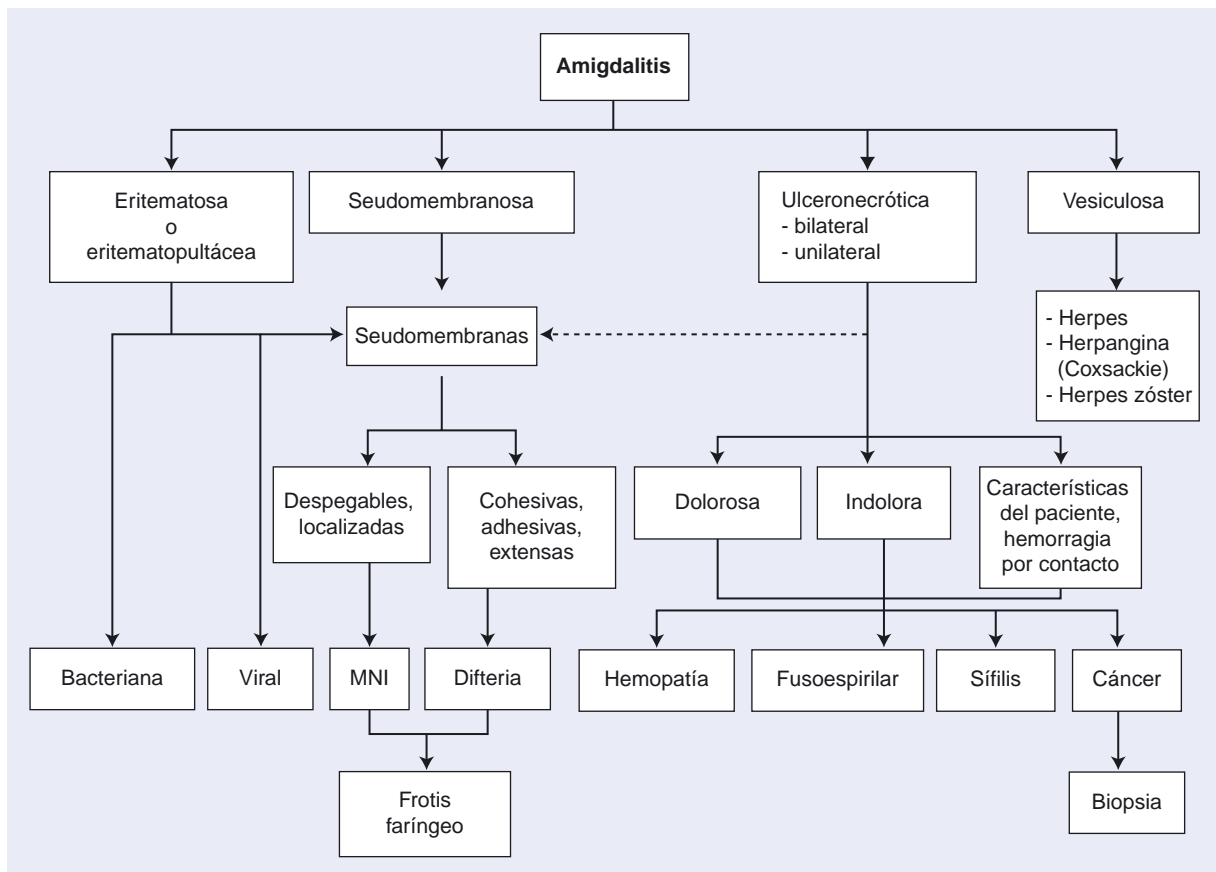 Amigdalitis
Eritematosa
o
eritematopultácea
Seudomembranosa
Ulceronecrótica
- bilateral
- unilateral
Vesiculosa
Seudomembranas
- Herpes
- Herpangina
(Coxsackie)
- Herpes zóster
Despegables,
localizadas
Cohesivas,
adhesivas,
extensas
Dolorosa
Indolora
Características
del paciente,
hemorragia
por contacto
Bacteriana
Viral
MNI
Difteria
Hemopatía
Fusoespirilar
Sífilis
Cáncer
Frotis
faríngeo
Biopsia